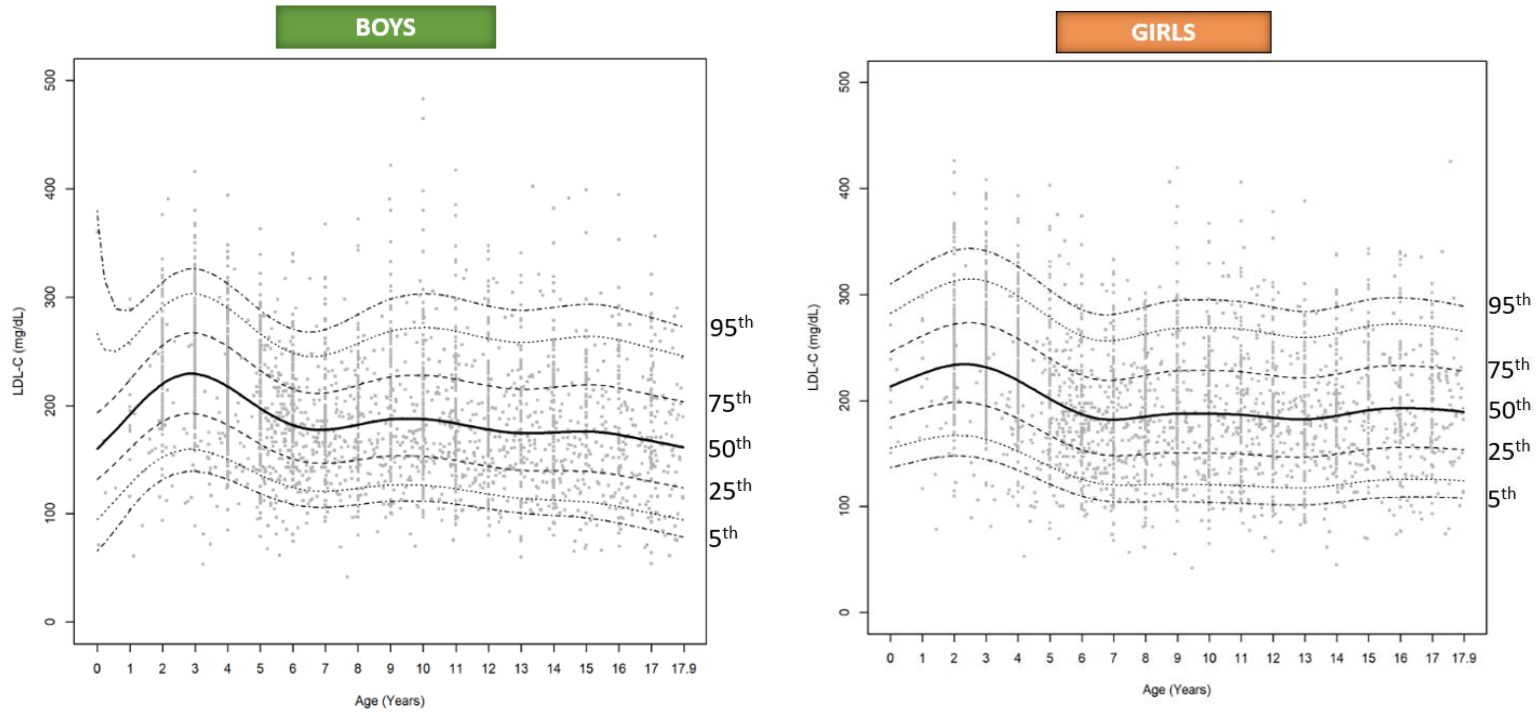 BOYS
500
400
300
200
100
0
LDL-C (mg/dL)
0 1 2 3 4 5 6 7 8 9 10 11 12 13 14 15 16 17 17.9
Age (Years)
95th
75th
50th
25th
5th
GIRLS
500
400
300
200
100
0
LDL-C (mg/dL)
0 1 2 3 4 5 6 7 8 9 10 11 12 13 14 15 16 17 17.9
Age (Years)
95th
75th
50th
25th
5th